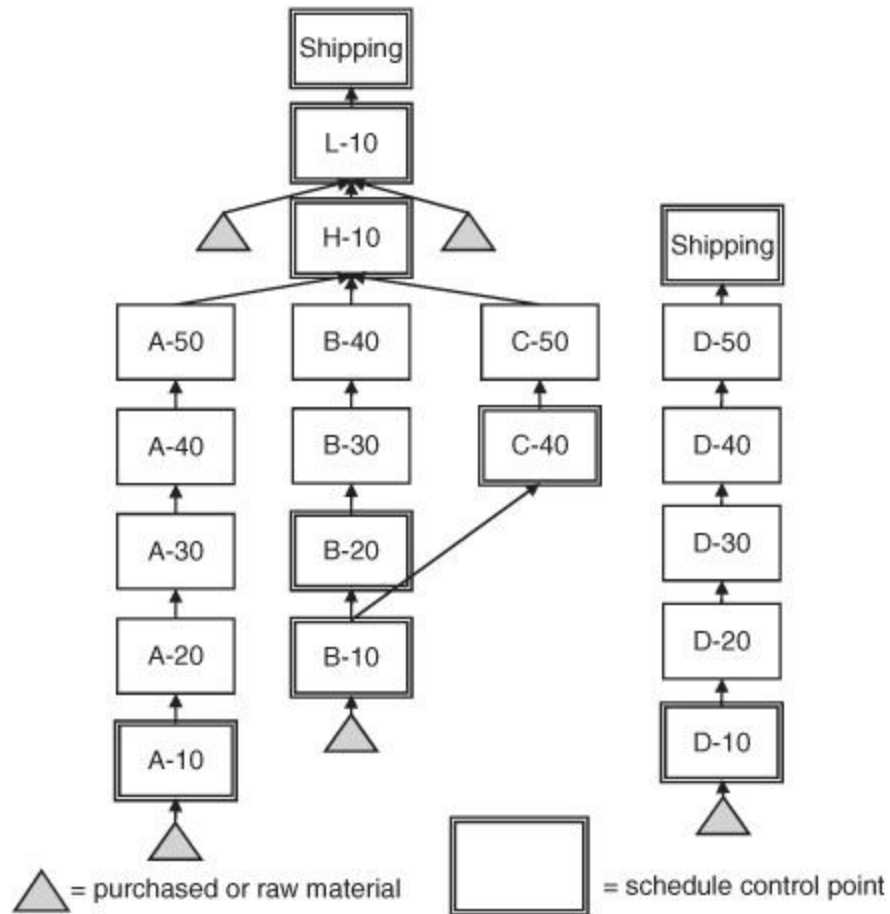 Shipping
L-10
H-10
Shipping
A-50
B-40
C-50
D-50
A-40
B-30
C-40
D-40
A-30
B-20
D-30
A-20
B-10
D-20
A-10
D-10
= purchased or raw material
= schedule control point